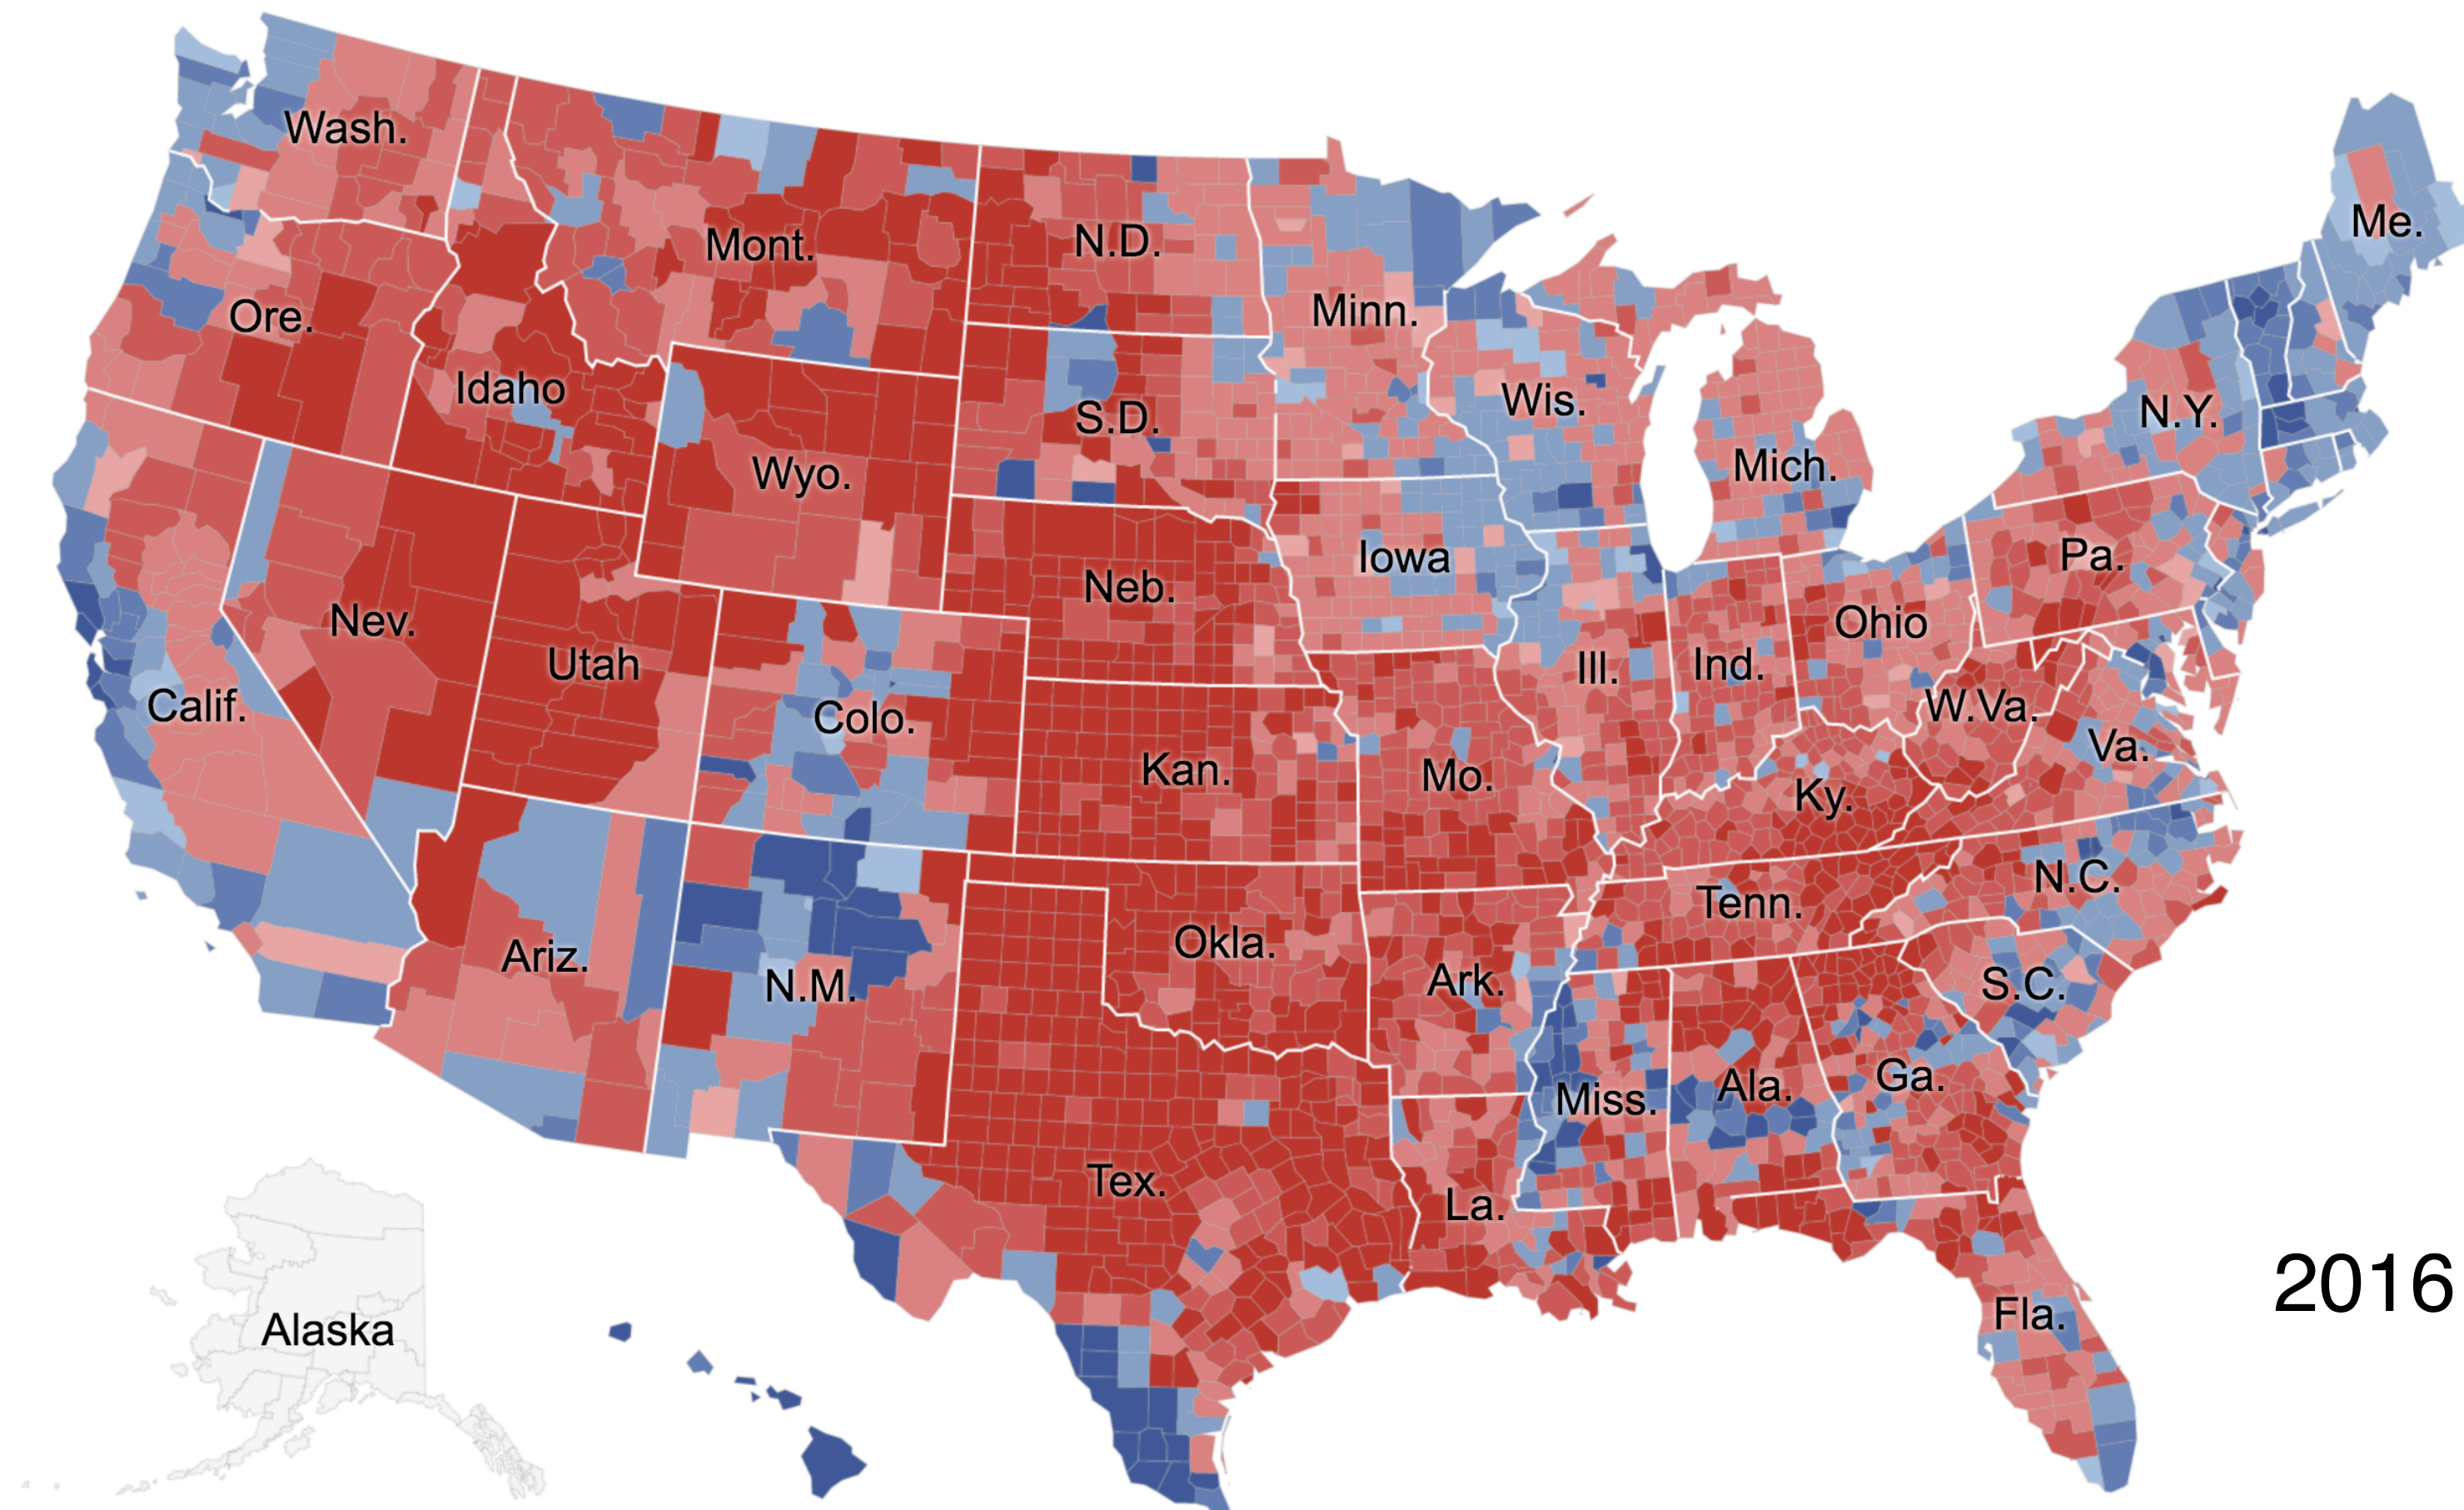 Wash.
Me.
Mont.
N.D.
Minn.
Ore.
Idaho
Wis.
S.D.
N.Y.
Mich.
Wyo.
Pa.
Iowa
Neb.
Nev.
Ohio
Utah
Ill.
Ind.
Calif.
W.Va.
Colo.
Va.
Kan.
Mo.
Ky.
N.C.
Tenn.
Okla.
Ariz.
Ark.
N.M.
S.C.
Ga.
Ala.
Miss.
Tex.
La.
2016
Fla.
Alaska